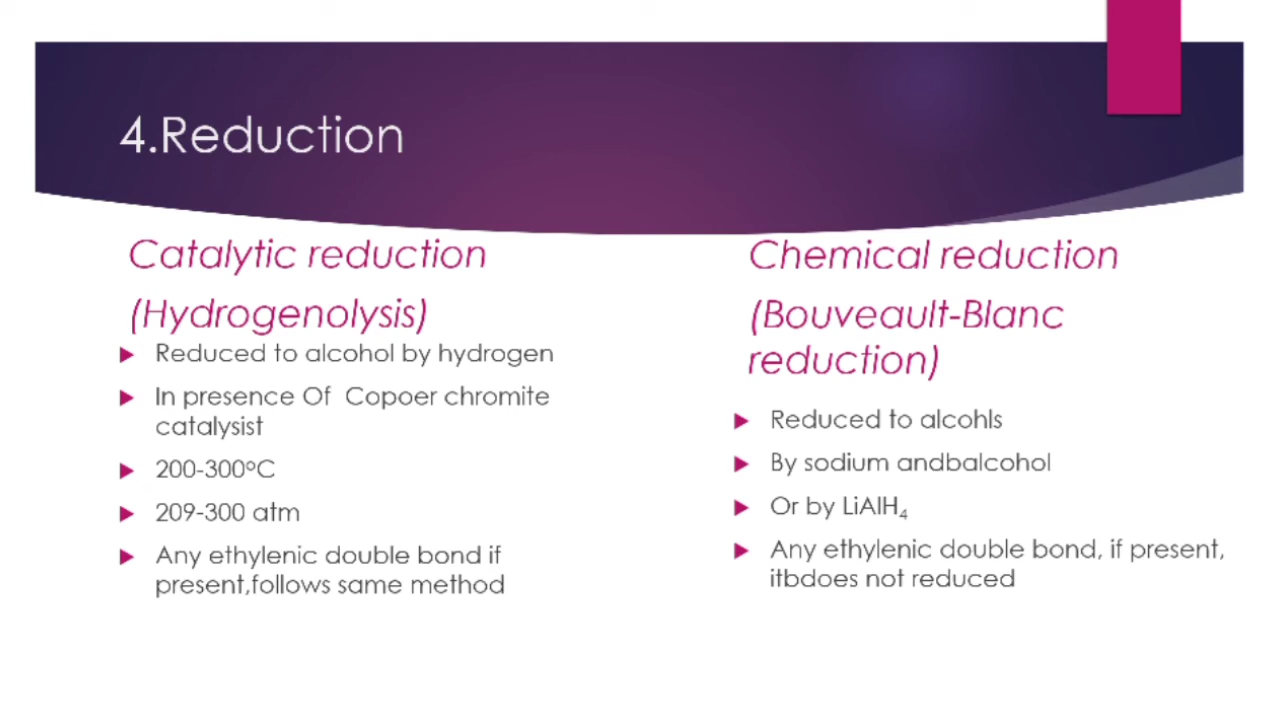 4.Reduction
Catalytic reduction
(Hydrogenolysis)
Reduced to alcohol by hydrogen
In presence Of  Copoer chromite
catalysist
200-300°C
209-300 atm
Any ethylenic double bond if
present,follows same method
Chemical reduction
(Bouveault-Blanc
reduction)
Reduced to alcohls
By sodium andbalcohol
Or by LiAlH₄
Any ethylenic double bond, if present,
itbdoes not reduced